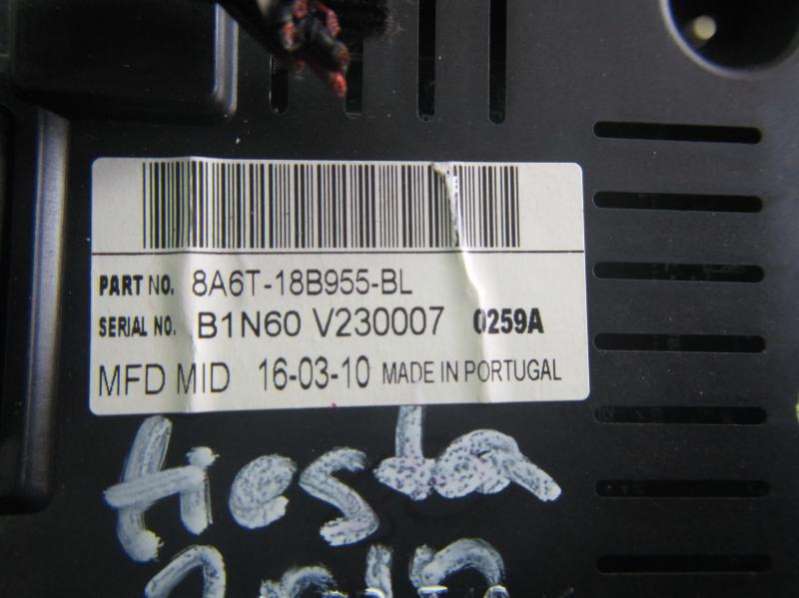 PART NO. 8A6T-18B955-BL
SERIAL NO. B1N60 V230007 0259A
MFD MID 16-03-10 MADE IN PORTUGAL
fiesta